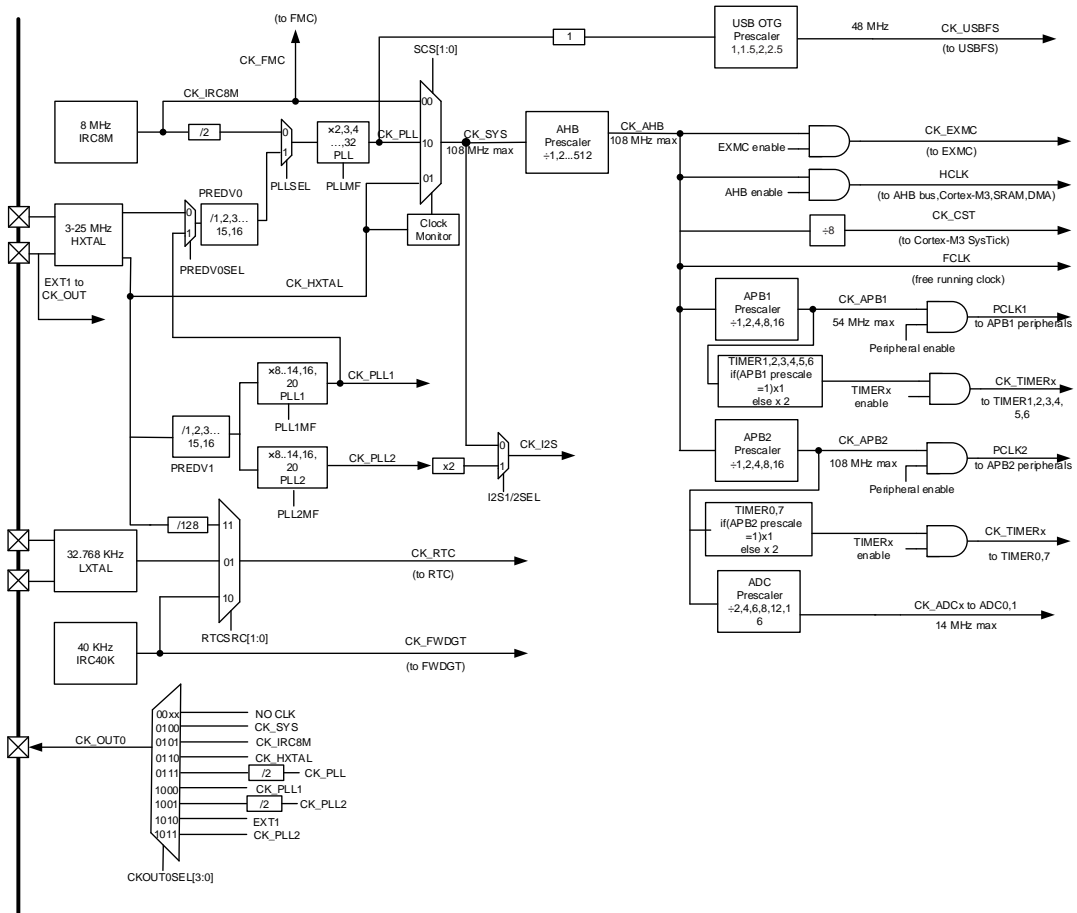 (to FMC)
CK_FMC
SCS[1:0]
1
USB OTG
Prescaler
1,1.5,2,2.5
48 MHz
CK_USBFS
(to USBFS)
8 MHz
IRC8M
CK_IRC8M
/2
0
1
PLLSEL
×2,3,4
…,32
PLL
PLLMF
CK_PLL
00
10
01
CK_SYS
108 MHz max
AHB
Prescaler
÷1,2...512
CK_AHB
108 MHz max
EXMC enable
CK_EXMC
(to EXMC)
AHB enable
HCLK
(to AHB bus,Cortex-M3,SRAM,DMA)
÷8
CK_CST
(to Cortex-M3 SysTick)
FCLK
(free running clock)
Clock
Monitor
3-25 MHz
HXTAL
PREDV0
0
1
/1,2,3…
15,16
PREDV0SEL
EXT1 to
CK_OUT
CK_HXTAL
APB1
Prescaler
÷1,2,4,8,16
CK_APB1
54 MHz max
Peripheral enable
PCLK1
to APB1 peripherals
TIMER1,2,3,4,5,6
if(APB1 prescale
=1)x1
else x 2
TIMERx
enable
CK_TIMERx
to TIMER1,2,3,4,
5,6
×8..14,16,
20
PLL1
PLL1MF
CK_PLL1
/1,2,3…
15,16
PREDV1
×8..14,16,
20
PLL2
PLL2MF
CK_PLL2
x2
0
1
CK_I2S
I2S1/2SEL
APB2
Prescaler
÷1,2,4,8,16
CK_APB2
108 MHz max
Peripheral enable
PCLK2
to APB2 peripherals
TIMER0,7
if(APB2 prescale
=1)x1
else x 2
TIMERx
enable
CK_TIMERx
to TIMER0,7
ADC
Prescaler
÷2,4,6,8,12,1
6
CK_ADCx to ADC0,1
14 MHz max
/128
11
01
10
32.768 KHz
LXTAL
CK_RTC
(to RTC)
RTCSRC[1:0]
40 KHz
IRC40K
CK_FWDGT
(to FWDGT)
CK_OUT0
00xx
NO CLK
0100
CK_SYS
0101
CK_IRC8M
0110
CK_HXTAL
0111
/2
CK_PLL
1000
CK_PLL1
1001
/2
CK_PLL2
1010
EXT1
1011
CK_PLL2
CKOUT0SEL[3:0]